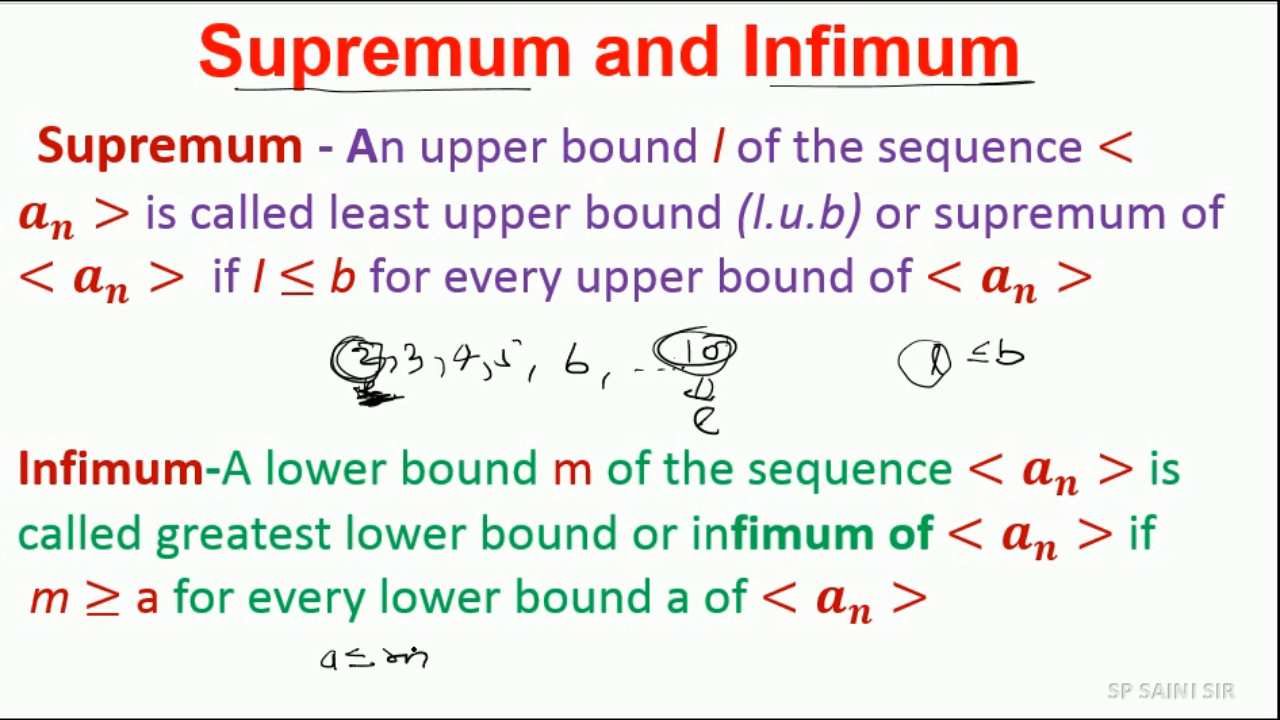 Supremum and Infimum
Supremum - An upper bound l of the sequence <
aₙ > is called least upper bound (l.u.b) or supremum of
< aₙ > if l ≤ b for every upper bound of < aₙ >
2, 3, 4, 5, 6, ..... 10
l ≤ b
Infimum-A lower bound m of the sequence < aₙ > is
called greatest lower bound or infimum of < aₙ > if
m ≥ a for every lower bound a of < aₙ >
a ≤ m
SP SAINI SIR